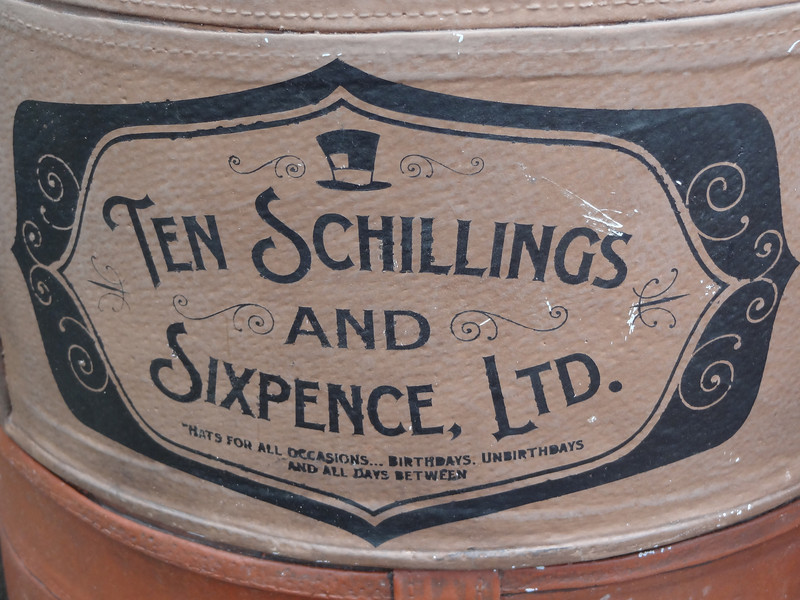 TEN SCHILLINGS
AND
SIXPENCE, LTD.
"HATS FOR ALL OCCASIONS... BIRTHDAYS, UNBIRTHDAYS
AND ALL DAYS BETWEEN